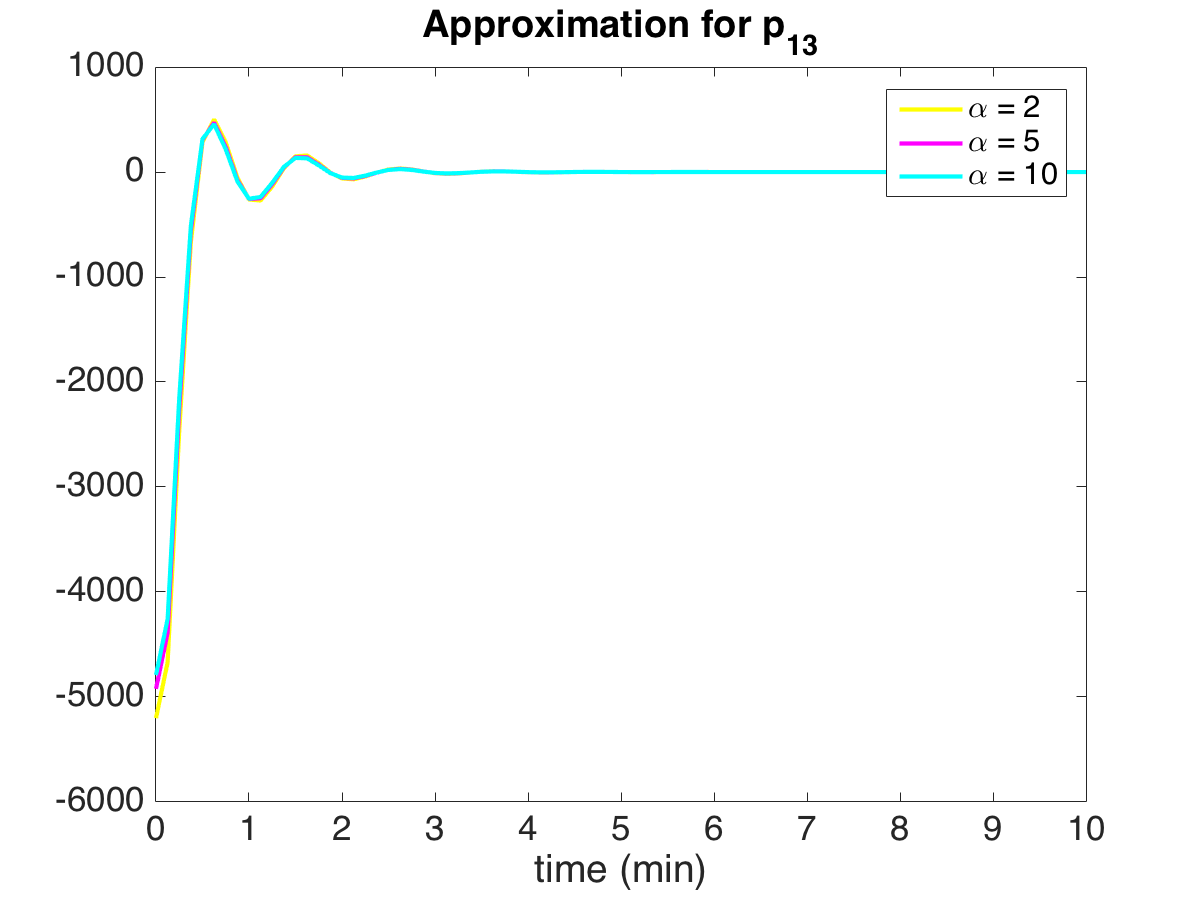 Approximation for p13
1000
0
-1000
-2000
-3000
-4000
-5000
-6000
α = 2
α = 5
α = 10
0 1 2 3 4 5 6 7 8 9 10
time (min)